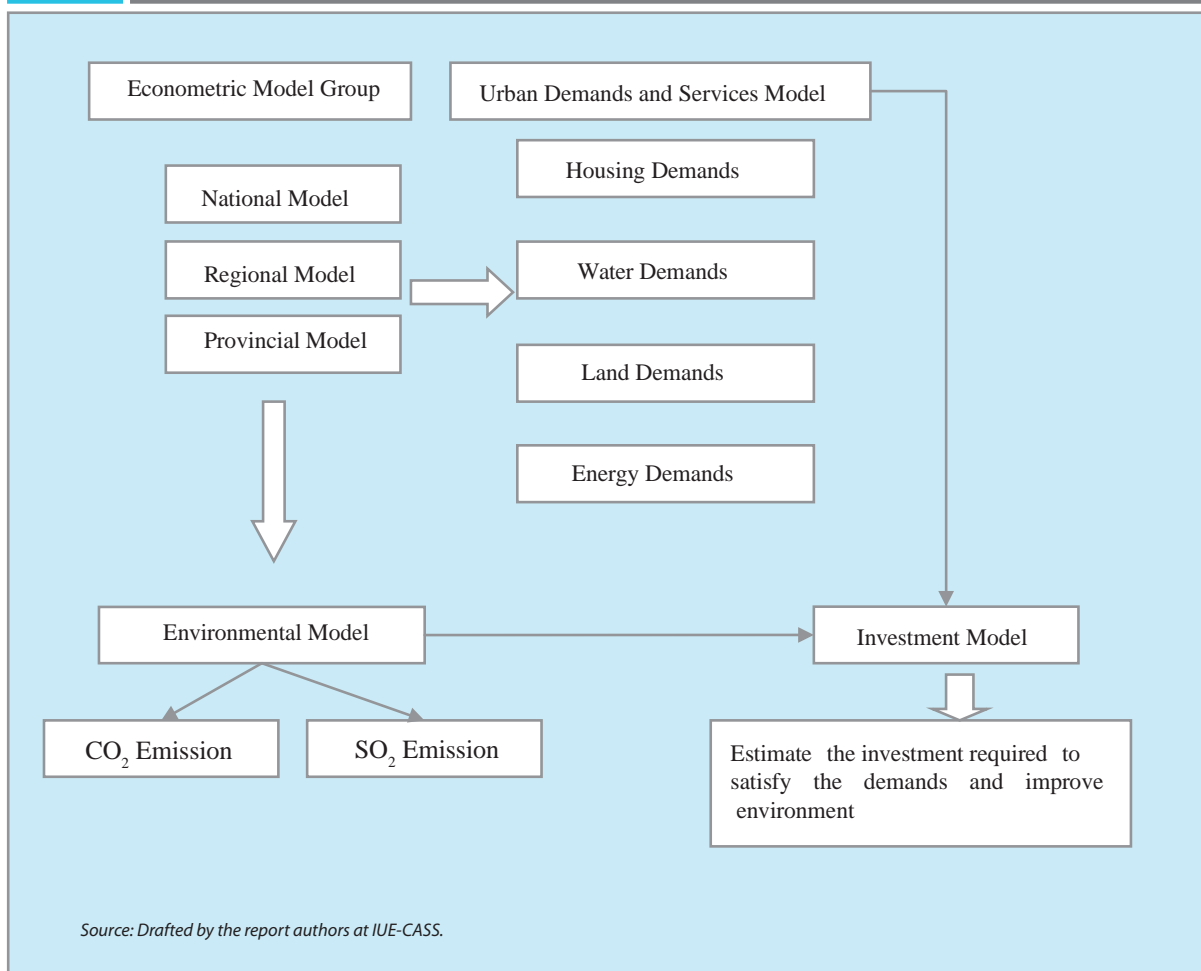 Econometric Model Group
Urban Demands and Services Model
National Model
Regional Model
Provincial Model
Housing Demands
Water Demands
Land Demands
Energy Demands
Environmental Model
Investment Model
CO₂ Emission
SO₂ Emission
Estimate the investment required to
satisfy the demands and improve
environment
Source: Drafted by the report authors at IUE-CASS.